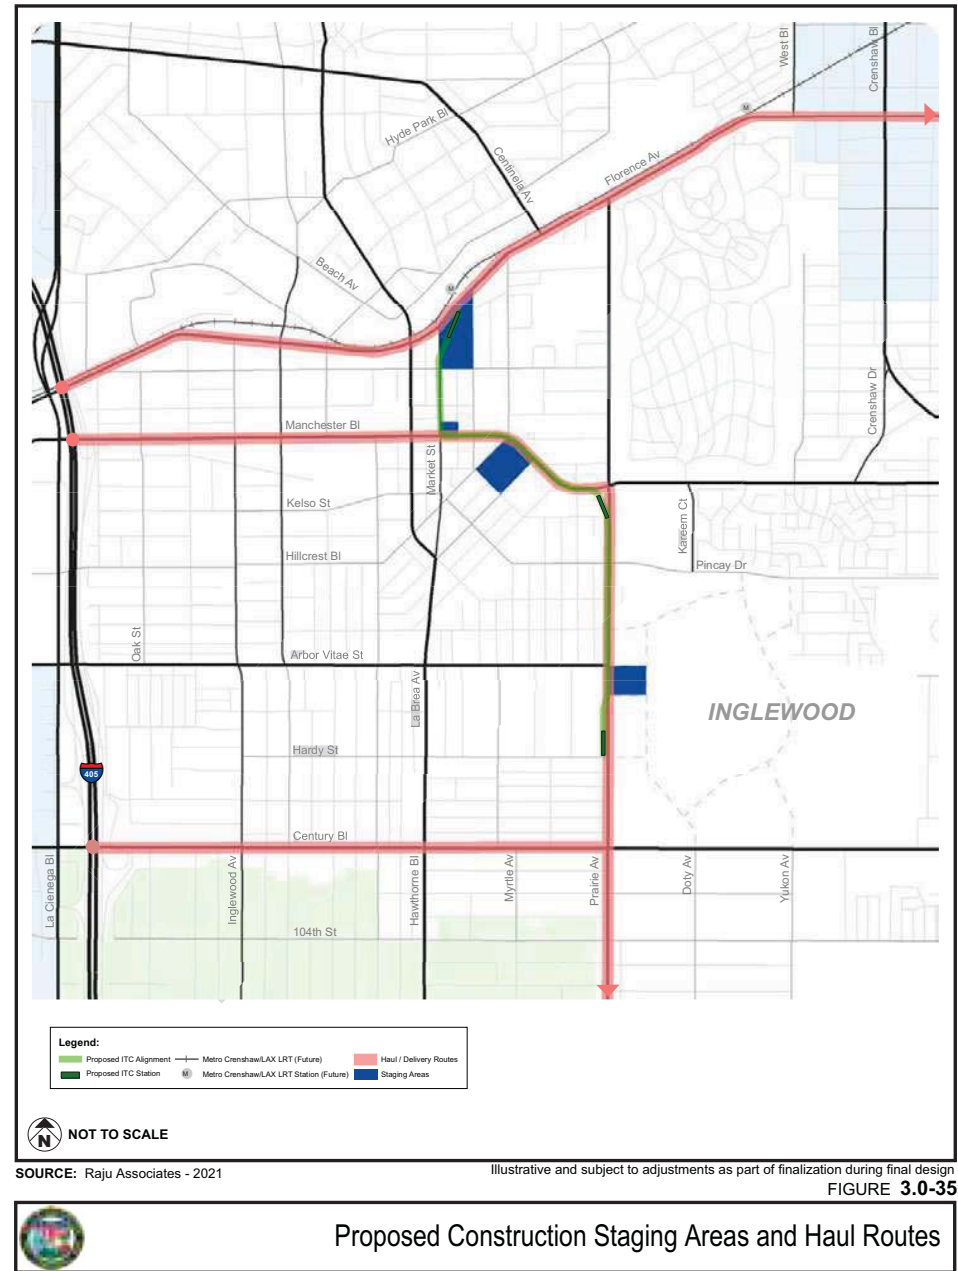 West Bl
Crenshaw Bl
M
Hyde Park Bl
Centinela Av
Florence Av
Beach Av
M
Crenshaw Dr
Manchester Bl
Market St
Kelso St
Kareem Ct
Hillcrest Bl
Pincay Dr
Oak St
Arbor Vitae St
La Brea Av
INGLEWOOD
Hardy St
405
Century Bl
La Cienega Bl
Inglewood Av
Hawthorne Bl
Myrtle Av
Prairie Av
Doty Av
Yukon Av
104th St
Legend:
Proposed ITC Alignment
Metro Crenshaw/LAX LRT (Future)
Haul / Delivery Routes
Proposed ITC Station
M
Metro Crenshaw/LAX LRT Station (Future)
Staging Areas
N
NOT TO SCALE
SOURCE: Raju Associates - 2021
Illustrative and subject to adjustments as part of finalization during final design
FIGURE 3.0-35
Proposed Construction Staging Areas and Haul Routes